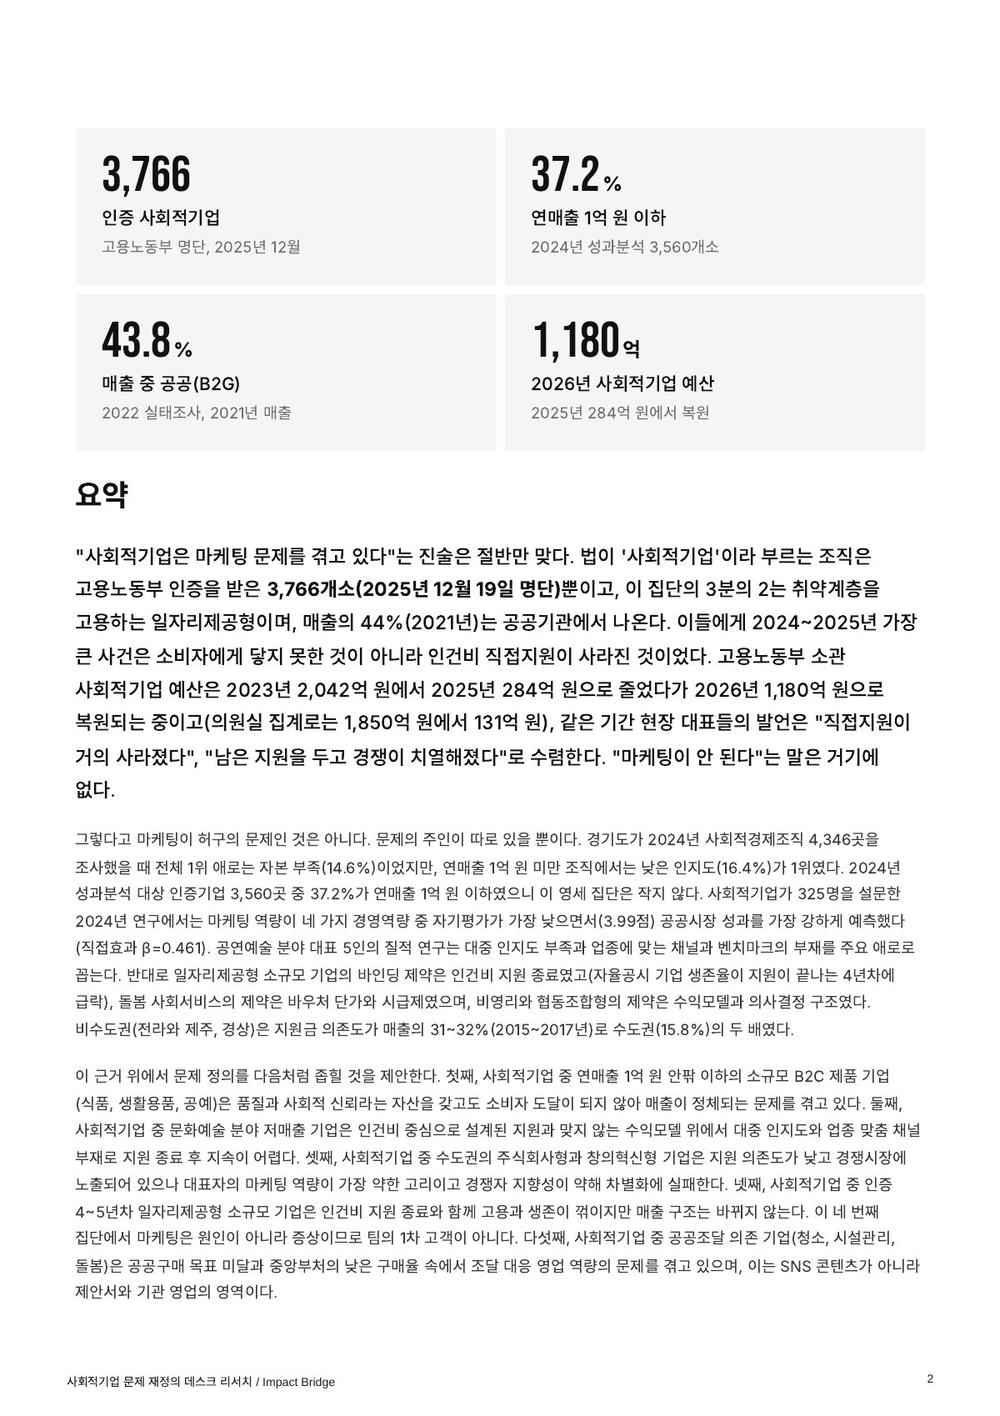 3,766
인증 사회적기업
고용노동부 명단, 2025년 12월
37.2%
연매출 1억 원 이하
2024년 성과분석 3,560개소
43.8%
매출 중 공공(B2G)
2022 실태조사, 2021년 매출
1,180억
2026년 사회적기업 예산
2025년 284억 원에서 복원
요약
"사회적기업은 마케팅 문제를 겪고 있다"는 진술은 절반만 맞다. 법이 '사회적기업'이라 부르는 조직은
고용노동부 인증을 받은 3,766개소(2025년 12월 19일 명단)뿐이고, 이 집단의 3분의 2는 취약계층을
고용하는 일자리제공형이며, 매출의 44%(2021년)는 공공기관에서 나온다. 이들에게 2024~2025년 가장
큰 사건은 소비자에게 닿지 못한 것이 아니라 인건비 직접지원이 사라진 것이었다. 고용노동부 소관
사회적기업 예산은 2023년 2,042억 원에서 2025년 284억 원으로 줄었다가 2026년 1,180억 원으로
복원되는 중이고(의원실 집계로는 1,850억 원에서 131억 원), 같은 기간 현장 대표들의 발언은 "직접지원이
거의 사라졌다", "남은 지원을 두고 경쟁이 치열해졌다"로 수렴한다. "마케팅이 안 된다"는 말은 거기에
없다.
그렇다고 마케팅이 허구의 문제인 것은 아니다. 문제의 주인이 따로 있을 뿐이다. 경기도가 2024년 사회적경제조직 4,346곳을
조사했을 때 전체 1위 애로는 자본 부족(14.6%)이었지만, 연매출 1억 원 미만 조직에서는 낮은 인지도(16.4%)가 1위였다. 2024년
성과분석 대상 인증기업 3,560곳 중 37.2%가 연매출 1억 원 이하였으니 이 영세 집단은 작지 않다. 사회적기업가 325명을 설문한
2024년 연구에서는 마케팅 역량이 네 가지 경영역량 중 자기평가가 가장 낮으면서(3.99점) 공공시장 성과를 가장 강하게 예측했다
(직접효과 β=0.461). 공연예술 분야 대표 5인의 질적 연구는 대중 인지도 부족과 업종에 맞는 채널과 벤치마크의 부재를 주요 애로로
꼽는다. 반대로 일자리제공형 소규모 기업의 바인딩 제약은 인건비 지원 종료였고(자율공시 기업 생존율이 지원이 끝나는 4년차에
급락), 돌봄 사회서비스의 제약은 바우처 단가와 시급제였으며, 비영리와 협동조합형의 제약은 수익모델과 의사결정 구조였다.
비수도권(전라와 제주, 경상)은 지원금 의존도가 매출의 31~32%(2015~2017년)로 수도권(15.8%)의 두 배였다.
이 근거 위에서 문제 정의를 다음처럼 좁힐 것을 제안한다. 첫째, 사회적기업 중 연매출 1억 원 안팎 이하의 소규모 B2C 제품 기업
(식품, 생활용품, 공예)은 품질과 사회적 신뢰라는 자산을 갖고도 소비자 도달이 되지 않아 매출이 정체되는 문제를 겪고 있다. 둘째,
사회적기업 중 문화예술 분야 저매출 기업은 인건비 중심으로 설계된 지원과 맞지 않는 수익모델 위에서 대중 인지도와 업종 맞춤 채널
부재로 지원 종료 후 지속이 어렵다. 셋째, 사회적기업 중 수도권의 주식회사형과 창의혁신형 기업은 지원 의존도가 낮고 경쟁시장에
노출되어 있으나 대표자의 마케팅 역량이 가장 약한 고리이고 경쟁자 지향성이 약해 차별화에 실패한다. 넷째, 사회적기업 중 인증
4~5년차 일자리제공형 소규모 기업은 인건비 지원 종료와 함께 고용과 생존이 꺾이지만 매출 구조는 바뀌지 않는다. 이 네 번째
집단에서 마케팅은 원인이 아니라 증상이므로 팀의 1차 고객이 아니다. 다섯째, 사회적기업 중 공공조달 의존 기업(청소, 시설관리,
돌봄)은 공공구매 목표 미달과 중앙부처의 낮은 구매율 속에서 조달 대응 영업 역량의 문제를 겪고 있으며, 이는 SNS 콘텐츠가 아니라
제안서와 기관 영업의 영역이다.
사회적기업 문제 재정의 데스크 리서치 / Impact Bridge
2